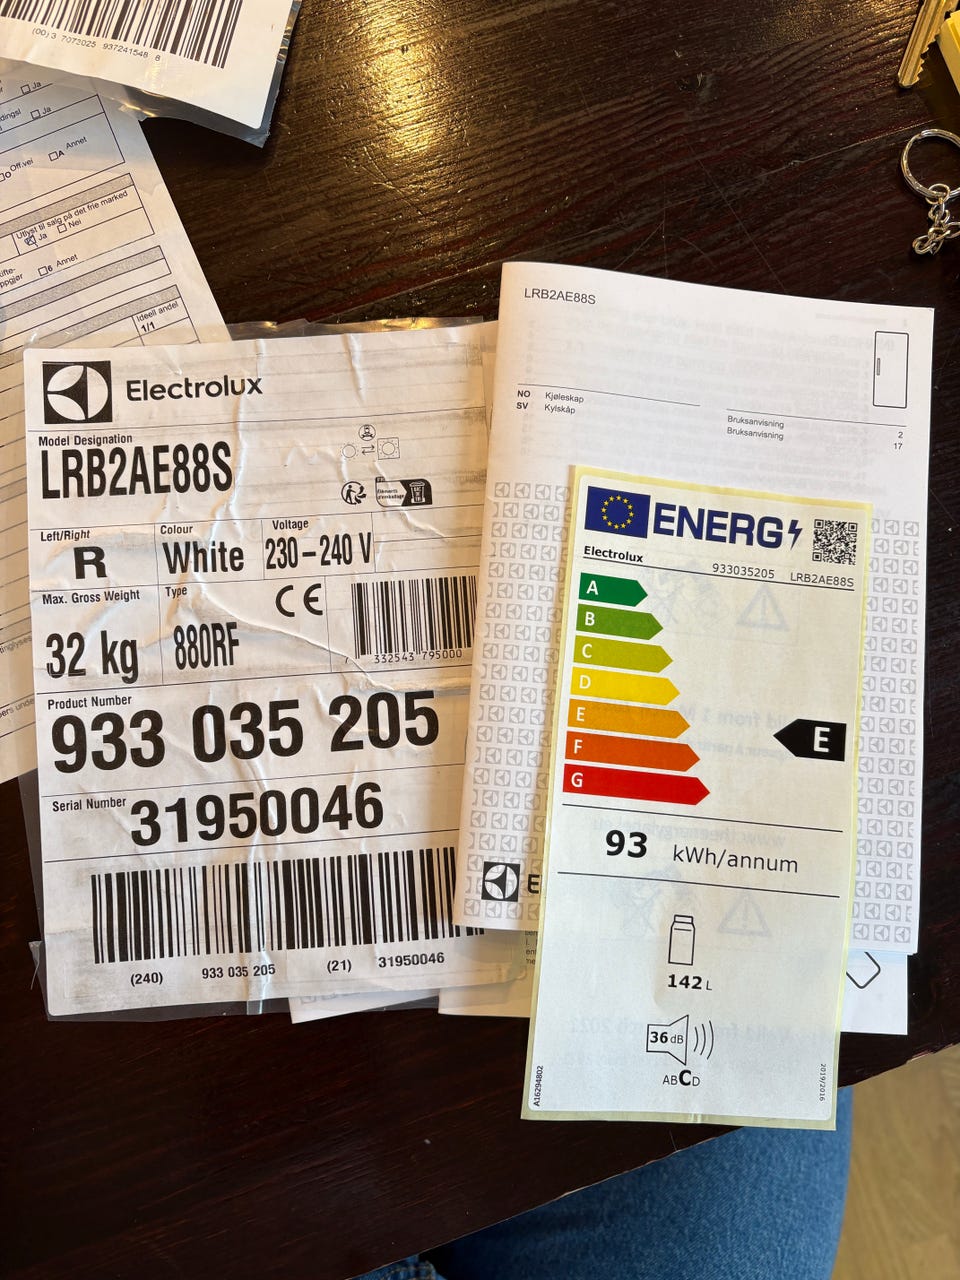 (00)3 7073025 937241548 8
Ja
Ja
Off.vei
A Annet
Utlyst til salg på det frie marked
Ja
Nei
6 Annet
Ideell andel
1/1
Electrolux
Model Designation
LRB2AE88S
Left/Right
R
Colour
White
Voltage
230-240 V
Max. Gross Weight
32 kg
Type
880RF
CE
7 332543 795000
Product Number
933 035 205
Serial Number
31950046
(240) 933 035 205 (21) 31950046
LRB2AE88S
NO Kjøleskap
SV Kylskåp
Bruksanvisning 2
Bruksanvisning 17
E
ENERG
Electrolux
933035205 LRB2AE88S
A
B
C
D
E
F
G
E
93 kWh/annum
142 L
36 dB
ABCD
A16294802
2019/2016